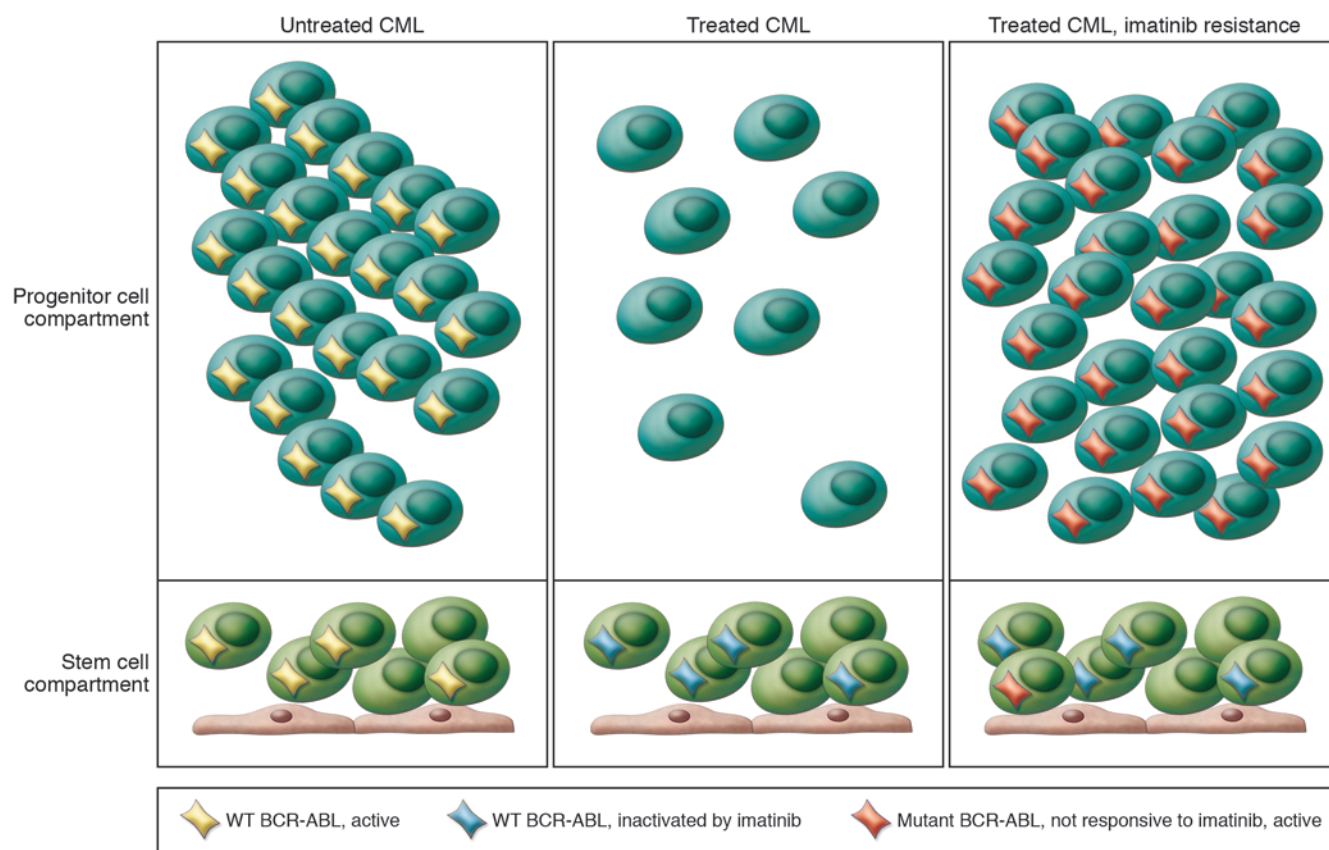 Untreated CML
Treated CML
Treated CML, imatinib resistance
Progenitor cell
compartment
Stem cell
compartment
WT BCR-ABL, active
WT BCR-ABL, inactivated by imatinib
Mutant BCR-ABL, not responsive to imatinib, active